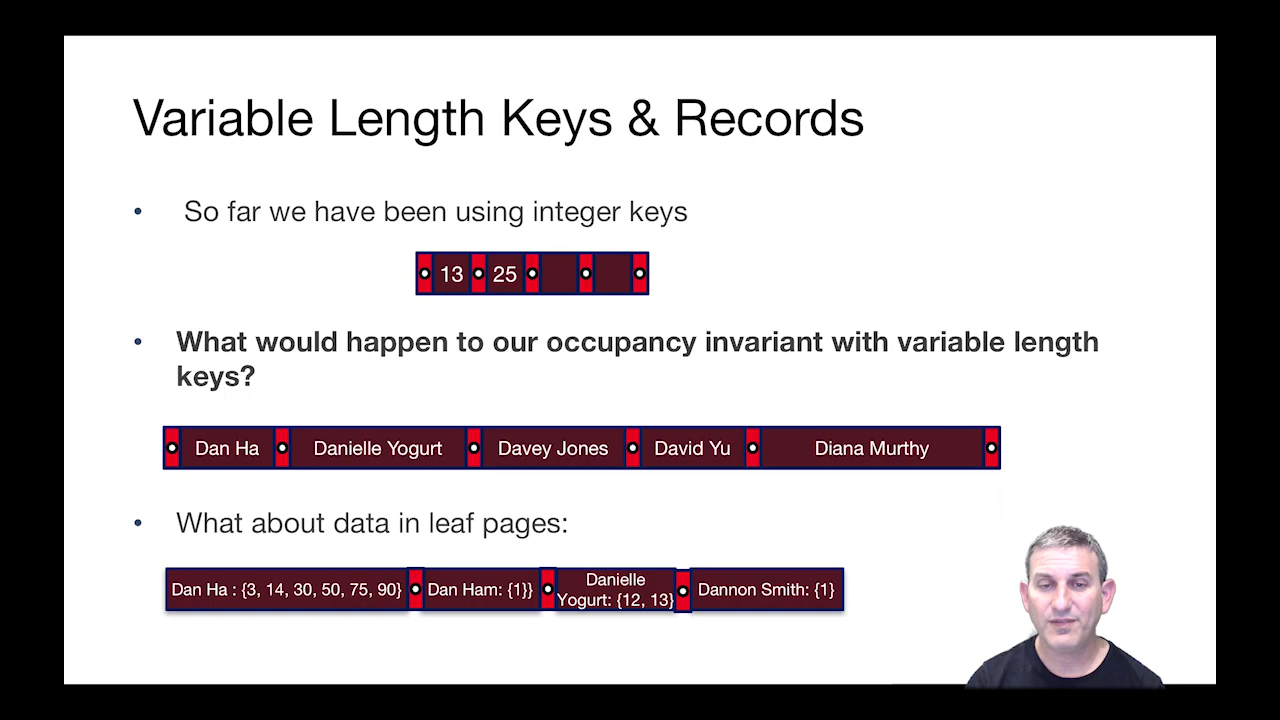 Variable Length Keys & Records
• So far we have been using integer keys
13 25
• What would happen to our occupancy invariant with variable length
keys?
Dan Ha Danielle Yogurt Davey Jones David Yu Diana Murthy
• What about data in leaf pages:
Dan Ha : {3, 14, 30, 50, 75, 90} Dan Ham: {1}} Danielle
Yogurt: {12, 13} Dannon Smith: {1}